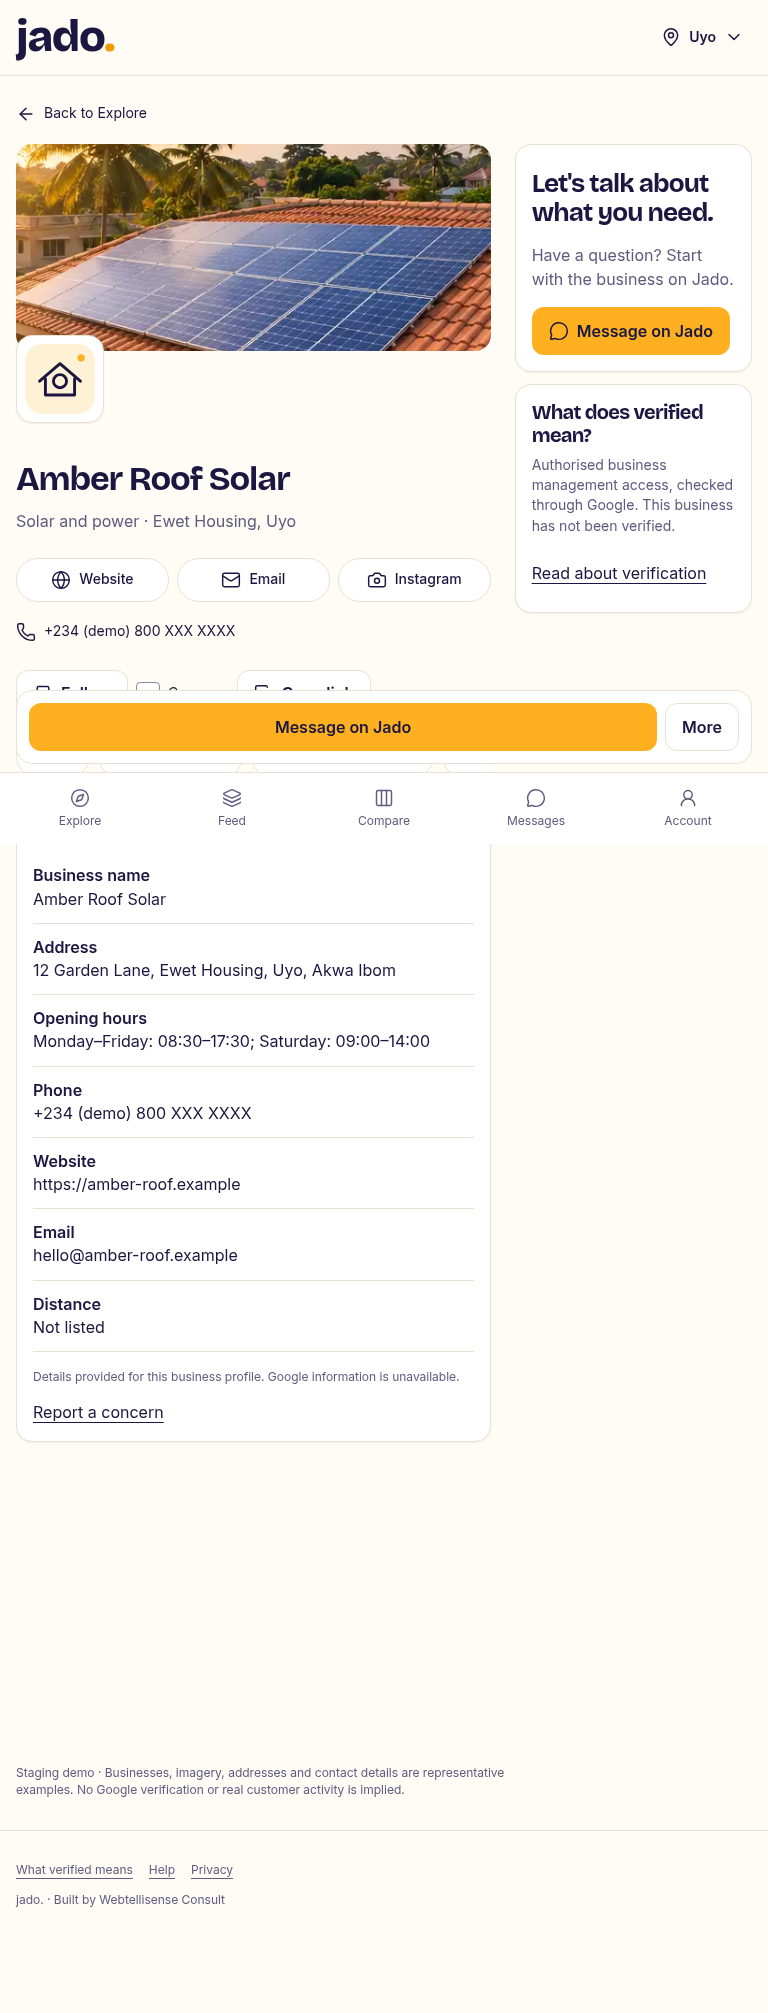 jado.
Uyo
Back to Explore
Amber Roof Solar
Solar and power · Ewet Housing, Uyo
Website
Email
Instagram
+234 (demo) 800 XXX XXXX
Let's talk about
what you need.
Have a question? Start
with the business on Jado.
Message on Jado
What does verified
mean?
Authorised business
management access, checked
through Google. This business
has not been verified.
Read about verification
Message on Jado
More
Explore
Feed
Compare
Messages
Account
Business name
Amber Roof Solar
Address
12 Garden Lane, Ewet Housing, Uyo, Akwa Ibom
Opening hours
Monday–Friday: 08:30–17:30; Saturday: 09:00–14:00
Phone
+234 (demo) 800 XXX XXXX
Website
https://amber-roof.example
Email
hello@amber-roof.example
Distance
Not listed
Details provided for this business profile. Google information is unavailable.
Report a concern
Staging demo · Businesses, imagery, addresses and contact details are representative
examples. No Google verification or real customer activity is implied.
What verified means
Help
Privacy
jado. · Built by Webtellisense Consult